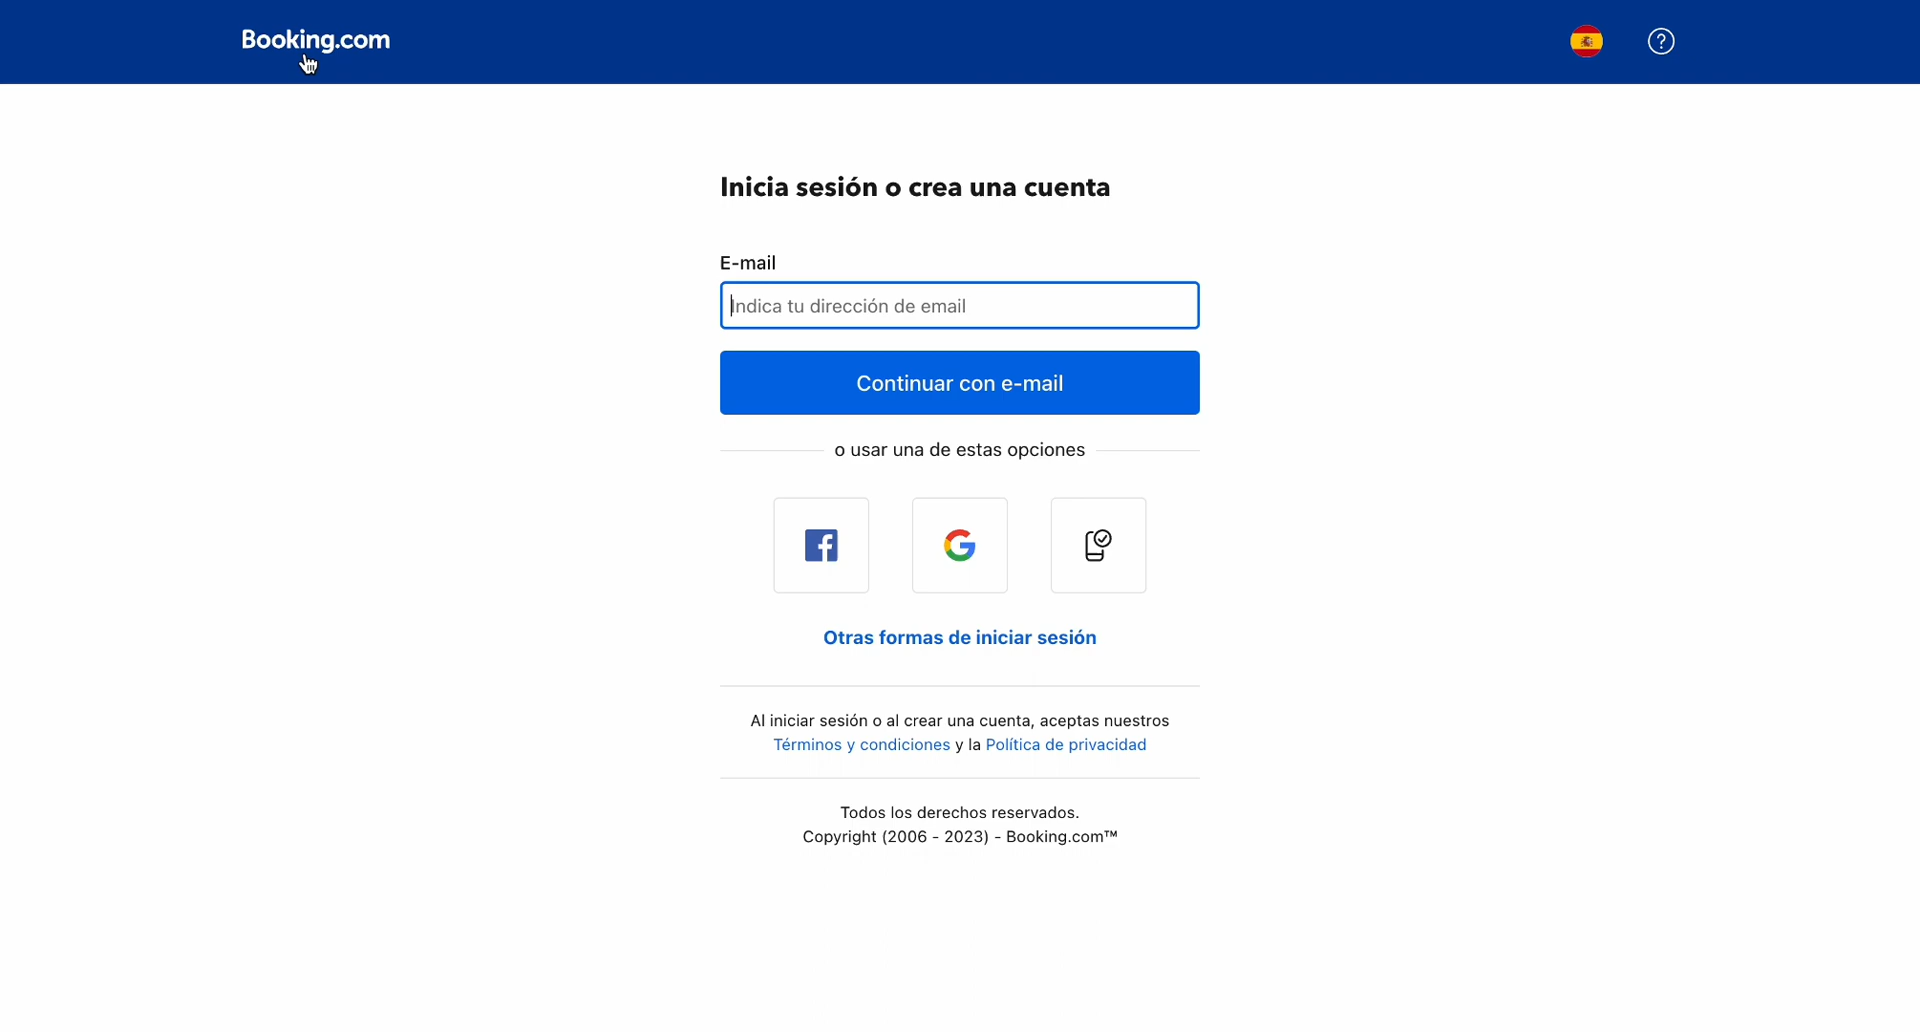 Booking.com
Inicia sesión o crea una cuenta
E-mail
Indica tu dirección de email
Continuar con e-mail
o usar una de estas opciones
Otras formas de iniciar sesión
Al iniciar sesión o al crear una cuenta, aceptas nuestros
Términos y condiciones y la Política de privacidad
Todos los derechos reservados.
Copyright (2006 - 2023) - Booking.com™